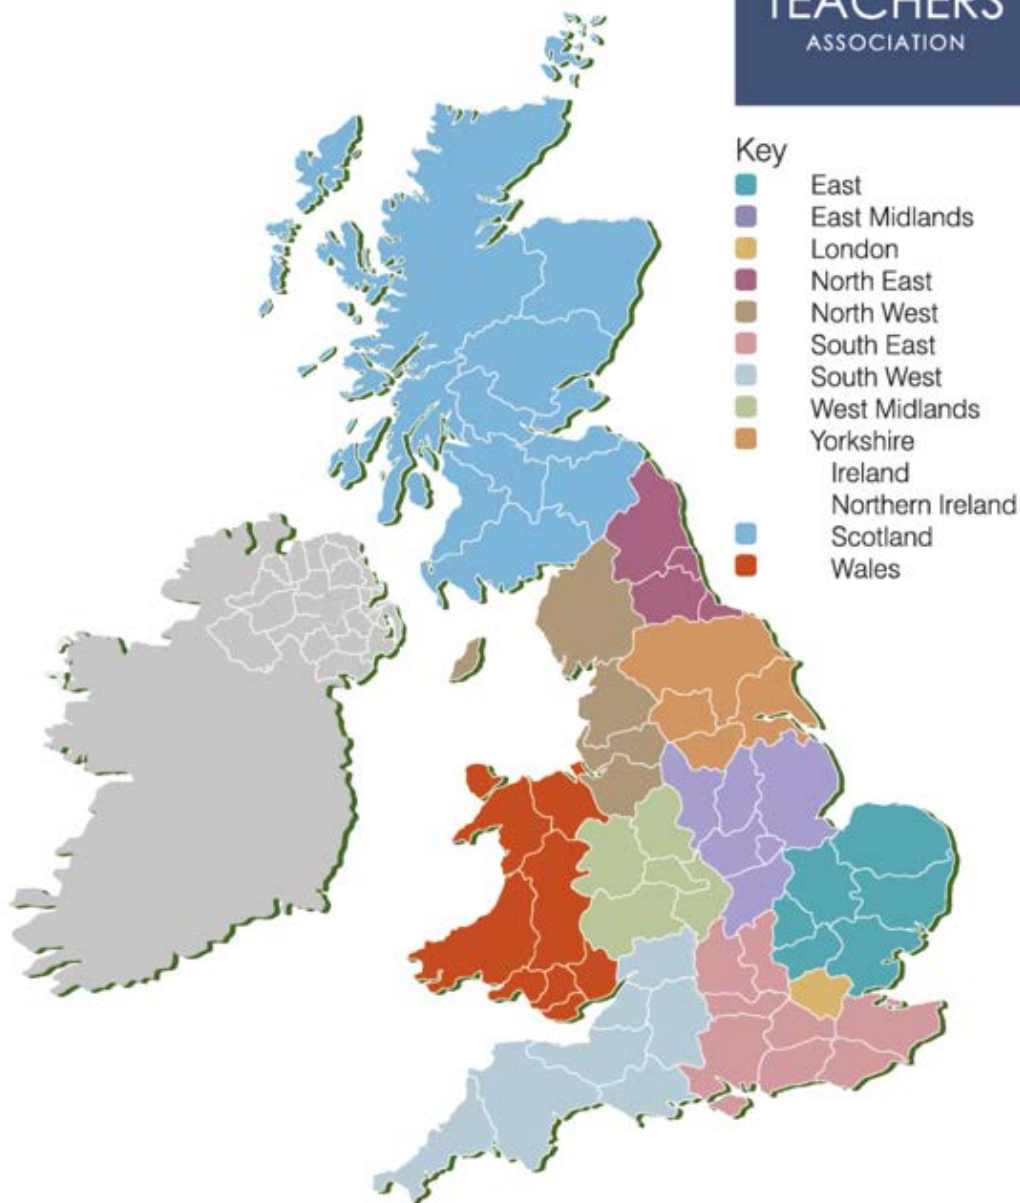 TEACHERS
ASSOCIATION
Key
East
East Midlands
London
North East
North West
South East
South West
West Midlands
Yorkshire
Ireland
Northern Ireland
Scotland
Wales